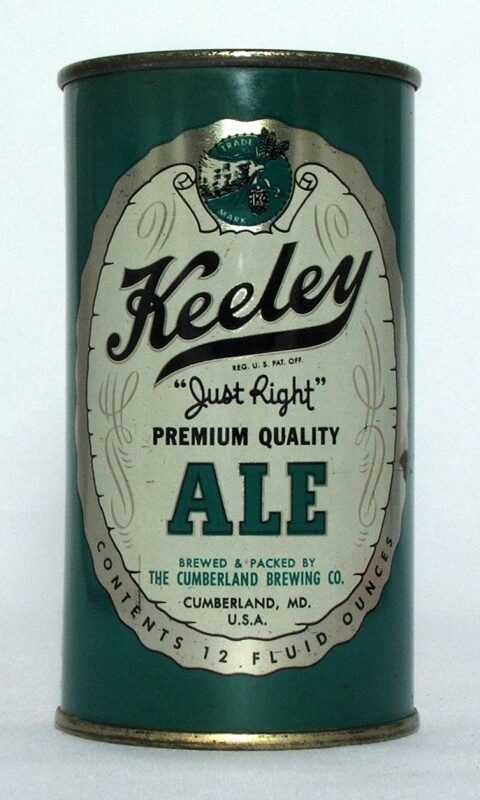 TRADE
K
MARK
Keeley
REG. U. S. PAT. OFF.
"Just Right"
PREMIUM QUALITY
ALE
BREWED & PACKED BY
THE CUMBERLAND BREWING CO.
CUMBERLAND, MD.
U.S.A.
CONTENTS 12 FLUID OUNCES